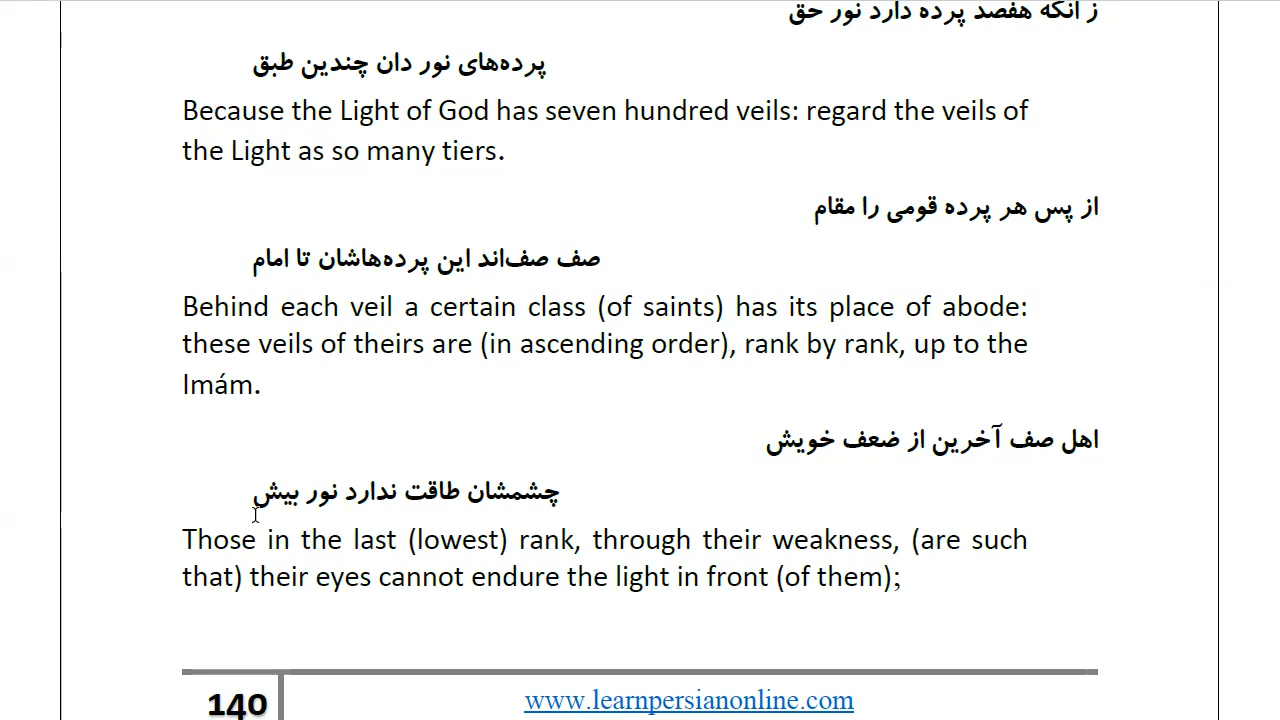 ز آنکه هفصد پرده دارد نور حق
پرده‌های نور دان چندین طبق
Because the Light of God has seven hundred veils: regard the veils of
the Light as so many tiers.
از پس هر پرده قومی را مقام
صف صف‌اند این پرده‌هاشان تا امام
Behind each veil a certain class (of saints) has its place of abode:
these veils of theirs are (in ascending order), rank by rank, up to the
Imám.
اهل صف آخرین از ضعف خویش
چشمشان طاقت ندارد نور بیش
Those in the last (lowest) rank, through their weakness, (are such
that) their eyes cannot endure the light in front (of them);
140
www.learnpersianonline.com